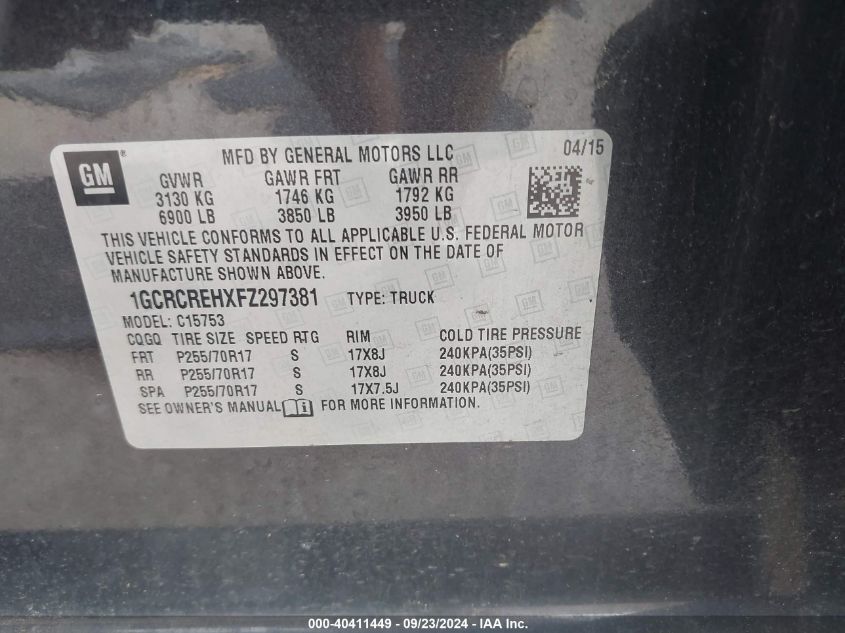 GM ®
MFD BY GENERAL MOTORS LLC
04/15
GVWR GAWR FRT GAWR RR
3130 KG 1746 KG 1792 KG
6900 LB 3850 LB 3950 LB
THIS VEHICLE CONFORMS TO ALL APPLICABLE U.S. FEDERAL MOTOR
VEHICLE SAFETY STANDARDS IN EFFECT ON THE DATE OF
MANUFACTURE SHOWN ABOVE.
1GCRCREHXFZ297381 TYPE: TRUCK
MODEL: C15753
CQGQ TIRE SIZE SPEED RTG RIM COLD TIRE PRESSURE
FRT P255/70R17 S 17X8J 240KPA(35PSI)
RR P255/70R17 S 17X8J 240KPA(35PSI)
SPA P255/70R17 S 17X7.5J 240KPA(35PSI)
SEE OWNER'S MANUAL i FOR MORE INFORMATION.
000-40411449 - 09/23/2024 - IAA Inc.